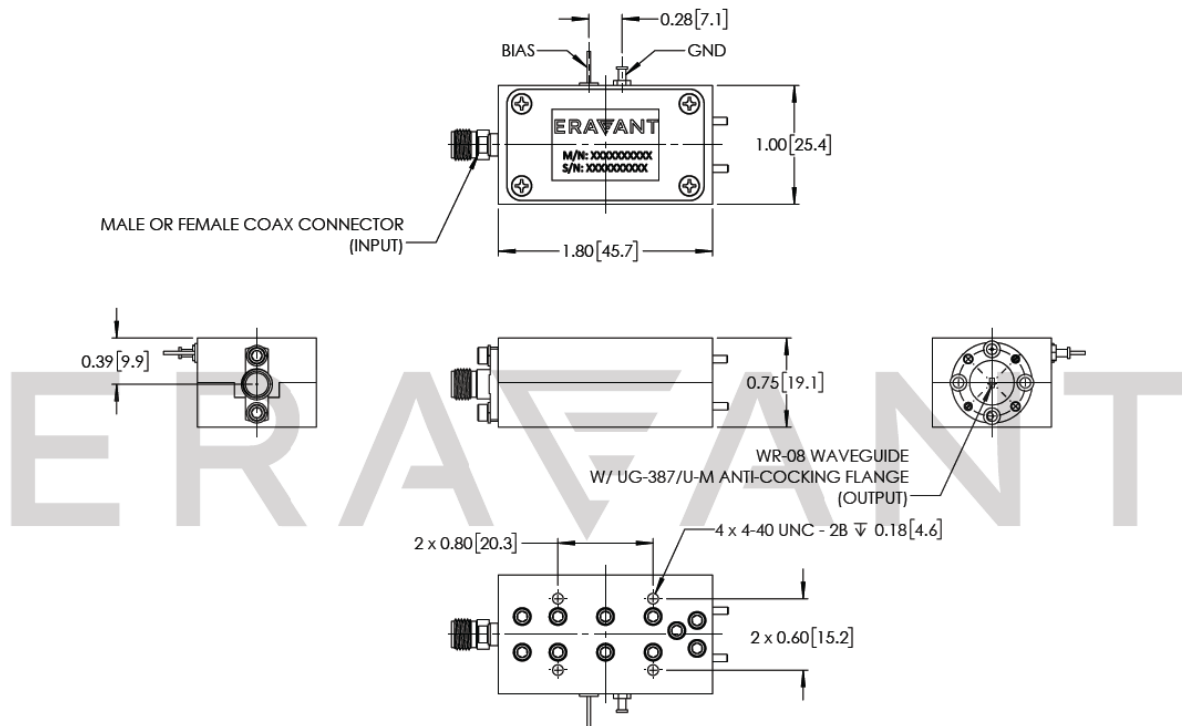 0.28[7.1]
BIAS
GND
ERAVANT
M/N: XXXXXXXXXX
S/N: XXXXXXXXXX
1.00[25.4]
MALE OR FEMALE COAX CONNECTOR
(INPUT)
1.80[45.7]
0.39[9.9]
0.75[19.1]
ERAVANT
WR-08 WAVEGUIDE
W/ UG-387/U-M ANTI-COCKING FLANGE
(OUTPUT)
2 x 0.80[20.3]
4 x 4-40 UNC - 2B ↧ 0.18[4.6]
2 x 0.60[15.2]